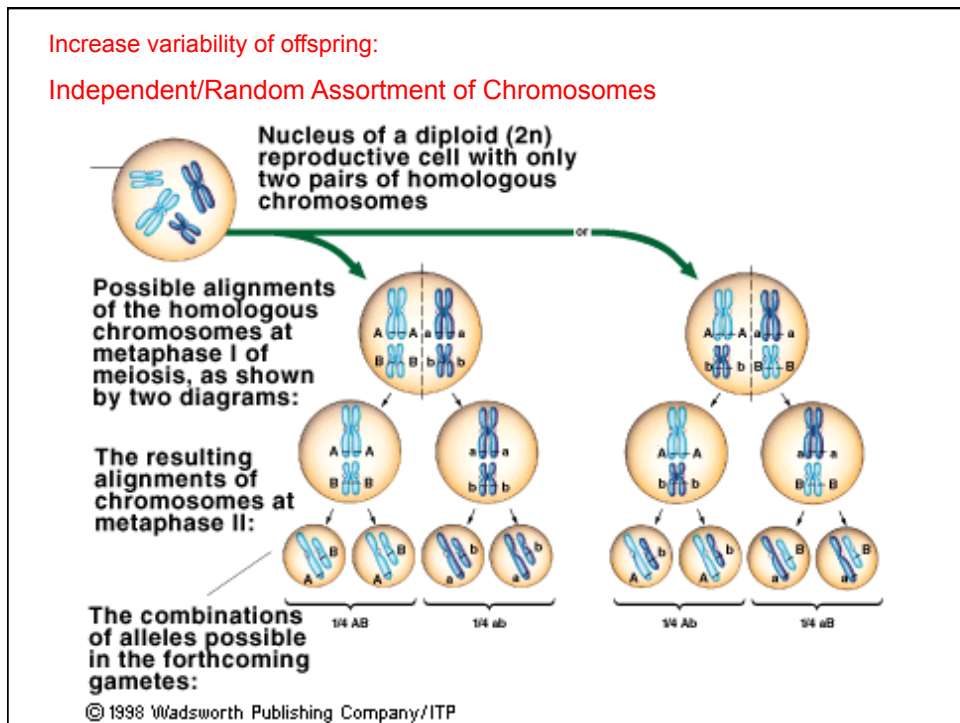 Increase variability of offspring:
Independent/Random Assortment of Chromosomes
Nucleus of a diploid (2n)
reproductive cell with only
two pairs of homologous
chromosomes
or
Possible alignments
of the homologous
chromosomes at
metaphase I of
meiosis, as shown
by two diagrams:
A A a a
B B b b
A A a a
b b B B
The resulting
alignments of
chromosomes at
metaphase II:
A A
B B
a a
b b
A A
b b
a a
B B
B B b b b b B B
A A a a A A a a
1/4 AB 1/4 ab 1/4 Ab 1/4 aB
The combinations
of alleles possible
in the forthcoming
gametes:
© 1998 Wadsworth Publishing Company/ITP